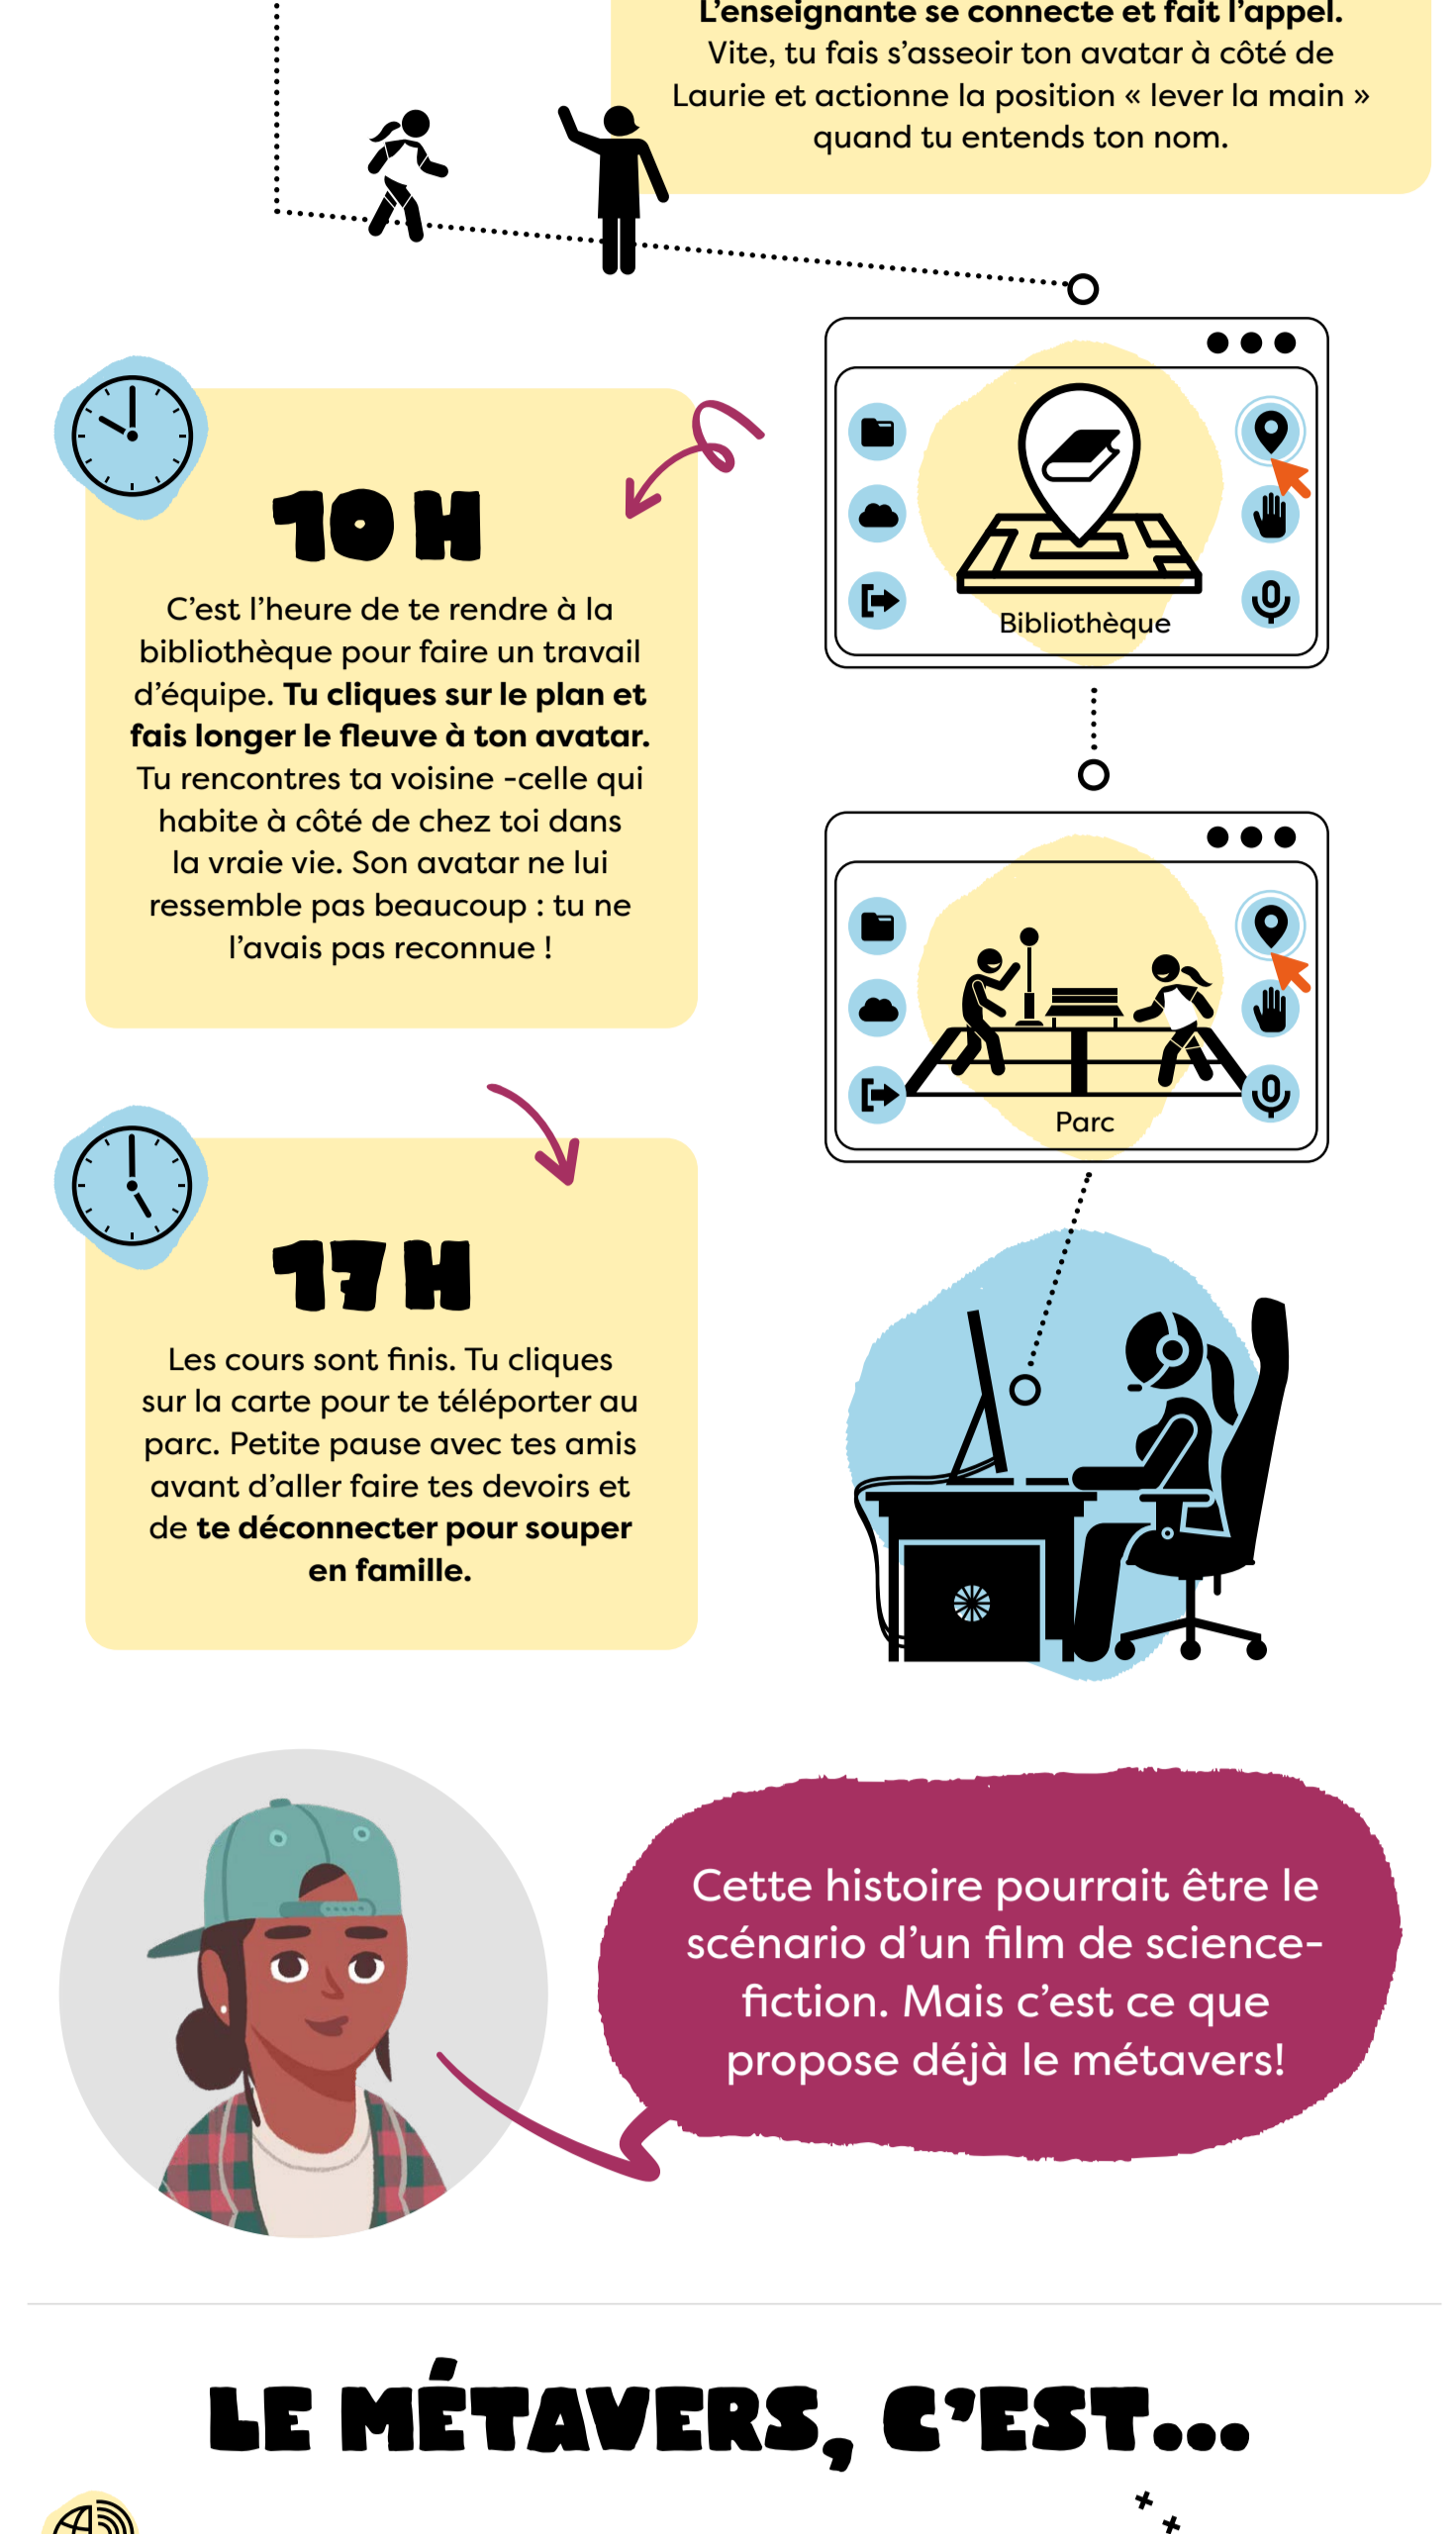 L’enseignante se connecte et fait l’appel.
Vite, tu fais s’asseoir ton avatar à côté de
Laurie et actionne la position « lever la main »
quand tu entends ton nom.
10 H
C’est l’heure de te rendre à la
bibliothèque pour faire un travail
d’équipe. Tu cliques sur le plan et
fais longer le fleuve à ton avatar.
Tu rencontres ta voisine -celle qui
habite à côté de chez toi dans
la vraie vie. Son avatar ne lui
ressemble pas beaucoup : tu ne
l’avais pas reconnue !
Bibliothèque
Parc
17 H
Les cours sont finis. Tu cliques
sur la carte pour te téléporter au
parc. Petite pause avec tes amis
avant d’aller faire tes devoirs et
de te déconnecter pour souper
en famille.
Cette histoire pourrait être le
scénario d’un film de science-
fiction. Mais c’est ce que
propose déjà le métavers!
LE MÉTAVERS, C’EST...